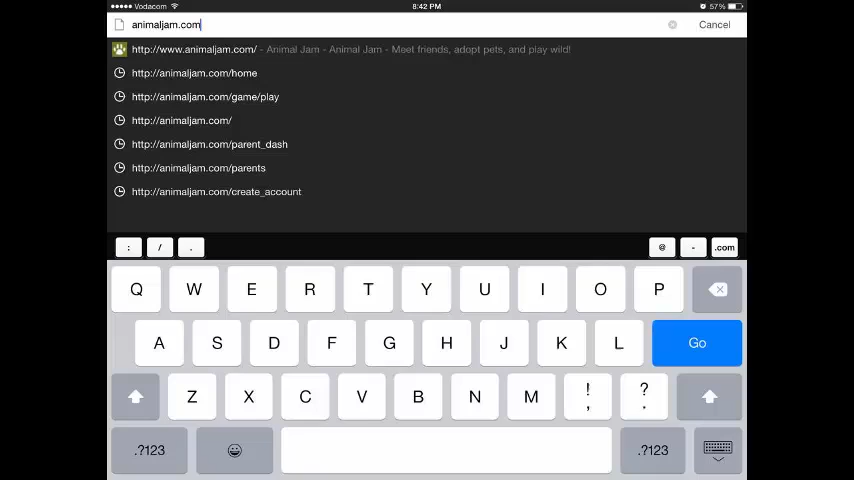 Vodacom 8:42 PM 57%
animaljam.com Cancel
http://www.animaljam.com/ - Animal Jam - Animal Jam - Meet friends, adopt pets, and play wild!
http://animaljam.com/home
http://animaljam.com/game/play
http://animaljam.com/
http://animaljam.com/parent_dash
http://animaljam.com/parents
http://animaljam.com/create_account
: / . @ - .com
Q W E R T Y U I O P
A S D F G H J K L Go
Z X C V B N M ! , ? .
.?123 .?123